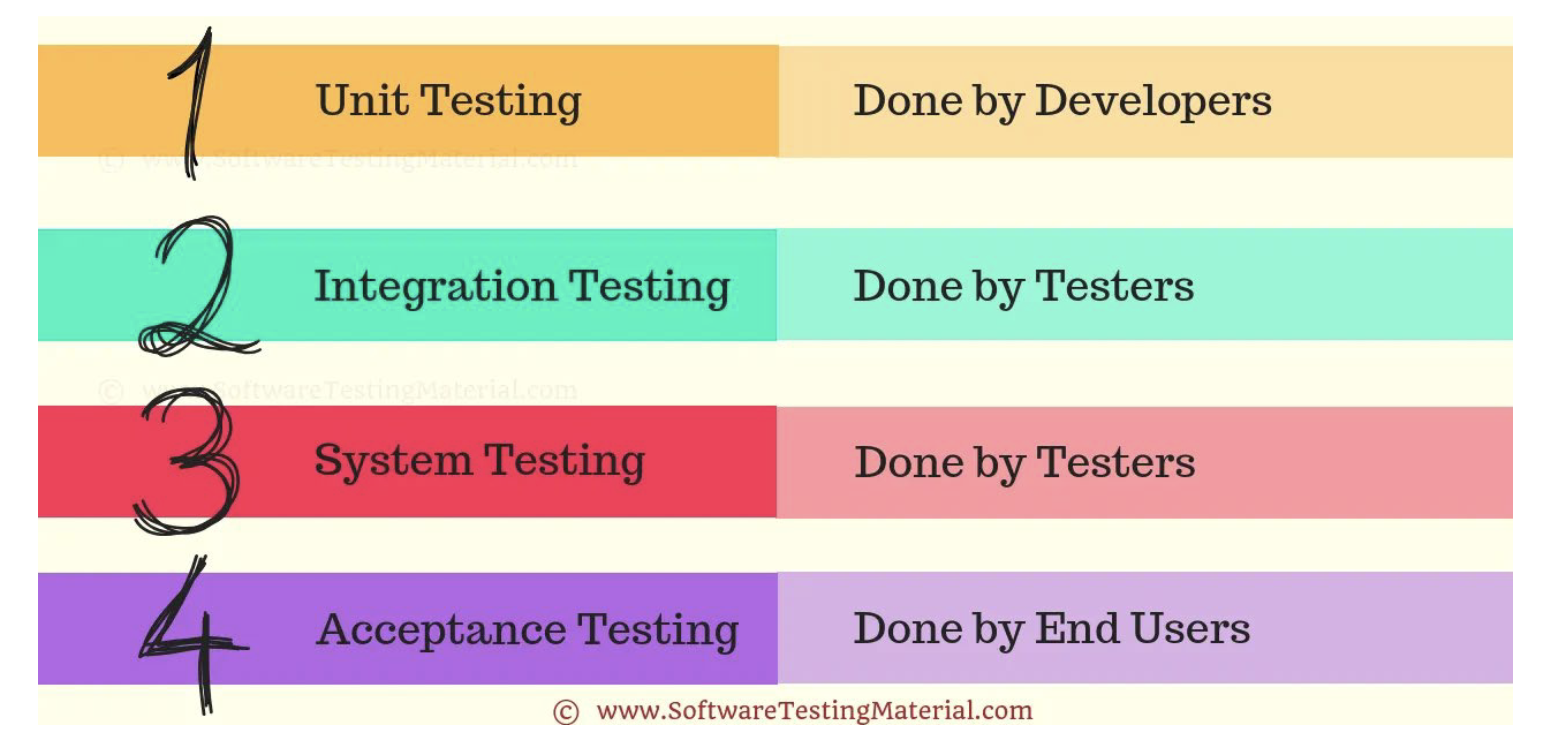 1 Unit Testing Done by Developers
© www.SoftwareTestingMaterial.com
2 Integration Testing Done by Testers
© www.SoftwareTestingMaterial.com
3 System Testing Done by Testers
4 Acceptance Testing Done by End Users
© www.SoftwareTestingMaterial.com